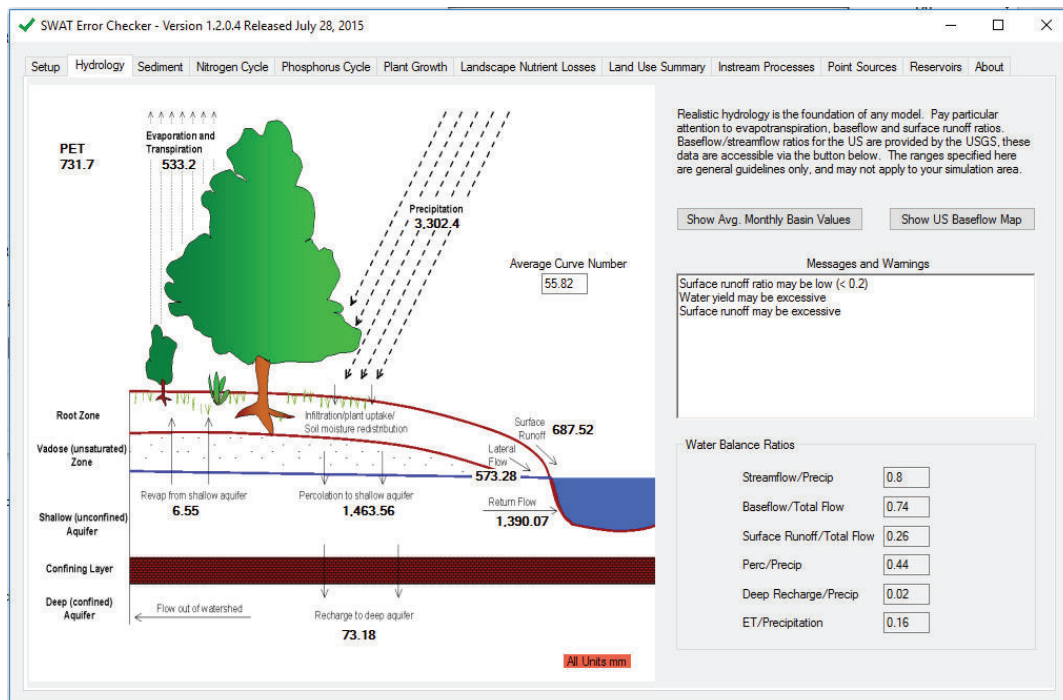 SWAT Error Checker - Version 1.2.0.4 Released July 28, 2015
Setup Hydrology Sediment Nitrogen Cycle Phosphorus Cycle Plant Growth Landscape Nutrient Losses Land Use Summary Instream Processes Point Sources Reservoirs About
PET
731.7
Evaporation and
Transpiration
533.2
Precipitation
3,302.4
Average Curve Number
55.82
Root Zone
Infiltration/plant uptake/
Soil moisture redistribution
Surface
Runoff
687.52
Vadose (unsaturated)
Zone
Lateral
Flow
573.28
Revap from shallow aquifer
6.55
Percolation to shallow aquifer
1,463.56
Return Flow
1,390.07
Shallow (unconfined)
Aquifer
Confining Layer
Deep (confined)
Aquifer
Flow out of watershed
Recharge to deep aquifer
73.18
All Units mm
Realistic hydrology is the foundation of any model. Pay particular
attention to evapotranspiration, baseflow and surface runoff ratios.
Baseflow/streamflow ratios for the US are provided by the USGS, these
data are accessible via the button below. The ranges specified here
are general guidelines only, and may not apply to your simulation area.
Show Avg. Monthly Basin Values
Show US Baseflow Map
Messages and Warnings
Surface runoff ratio may be low (< 0.2)
Water yield may be excessive
Surface runoff may be excessive
Water Balance Ratios
Streamflow/Precip 0.8
Baseflow/Total Flow 0.74
Surface Runoff/Total Flow 0.26
Perc/Precip 0.44
Deep Recharge/Precip 0.02
ET/Precipitation 0.16